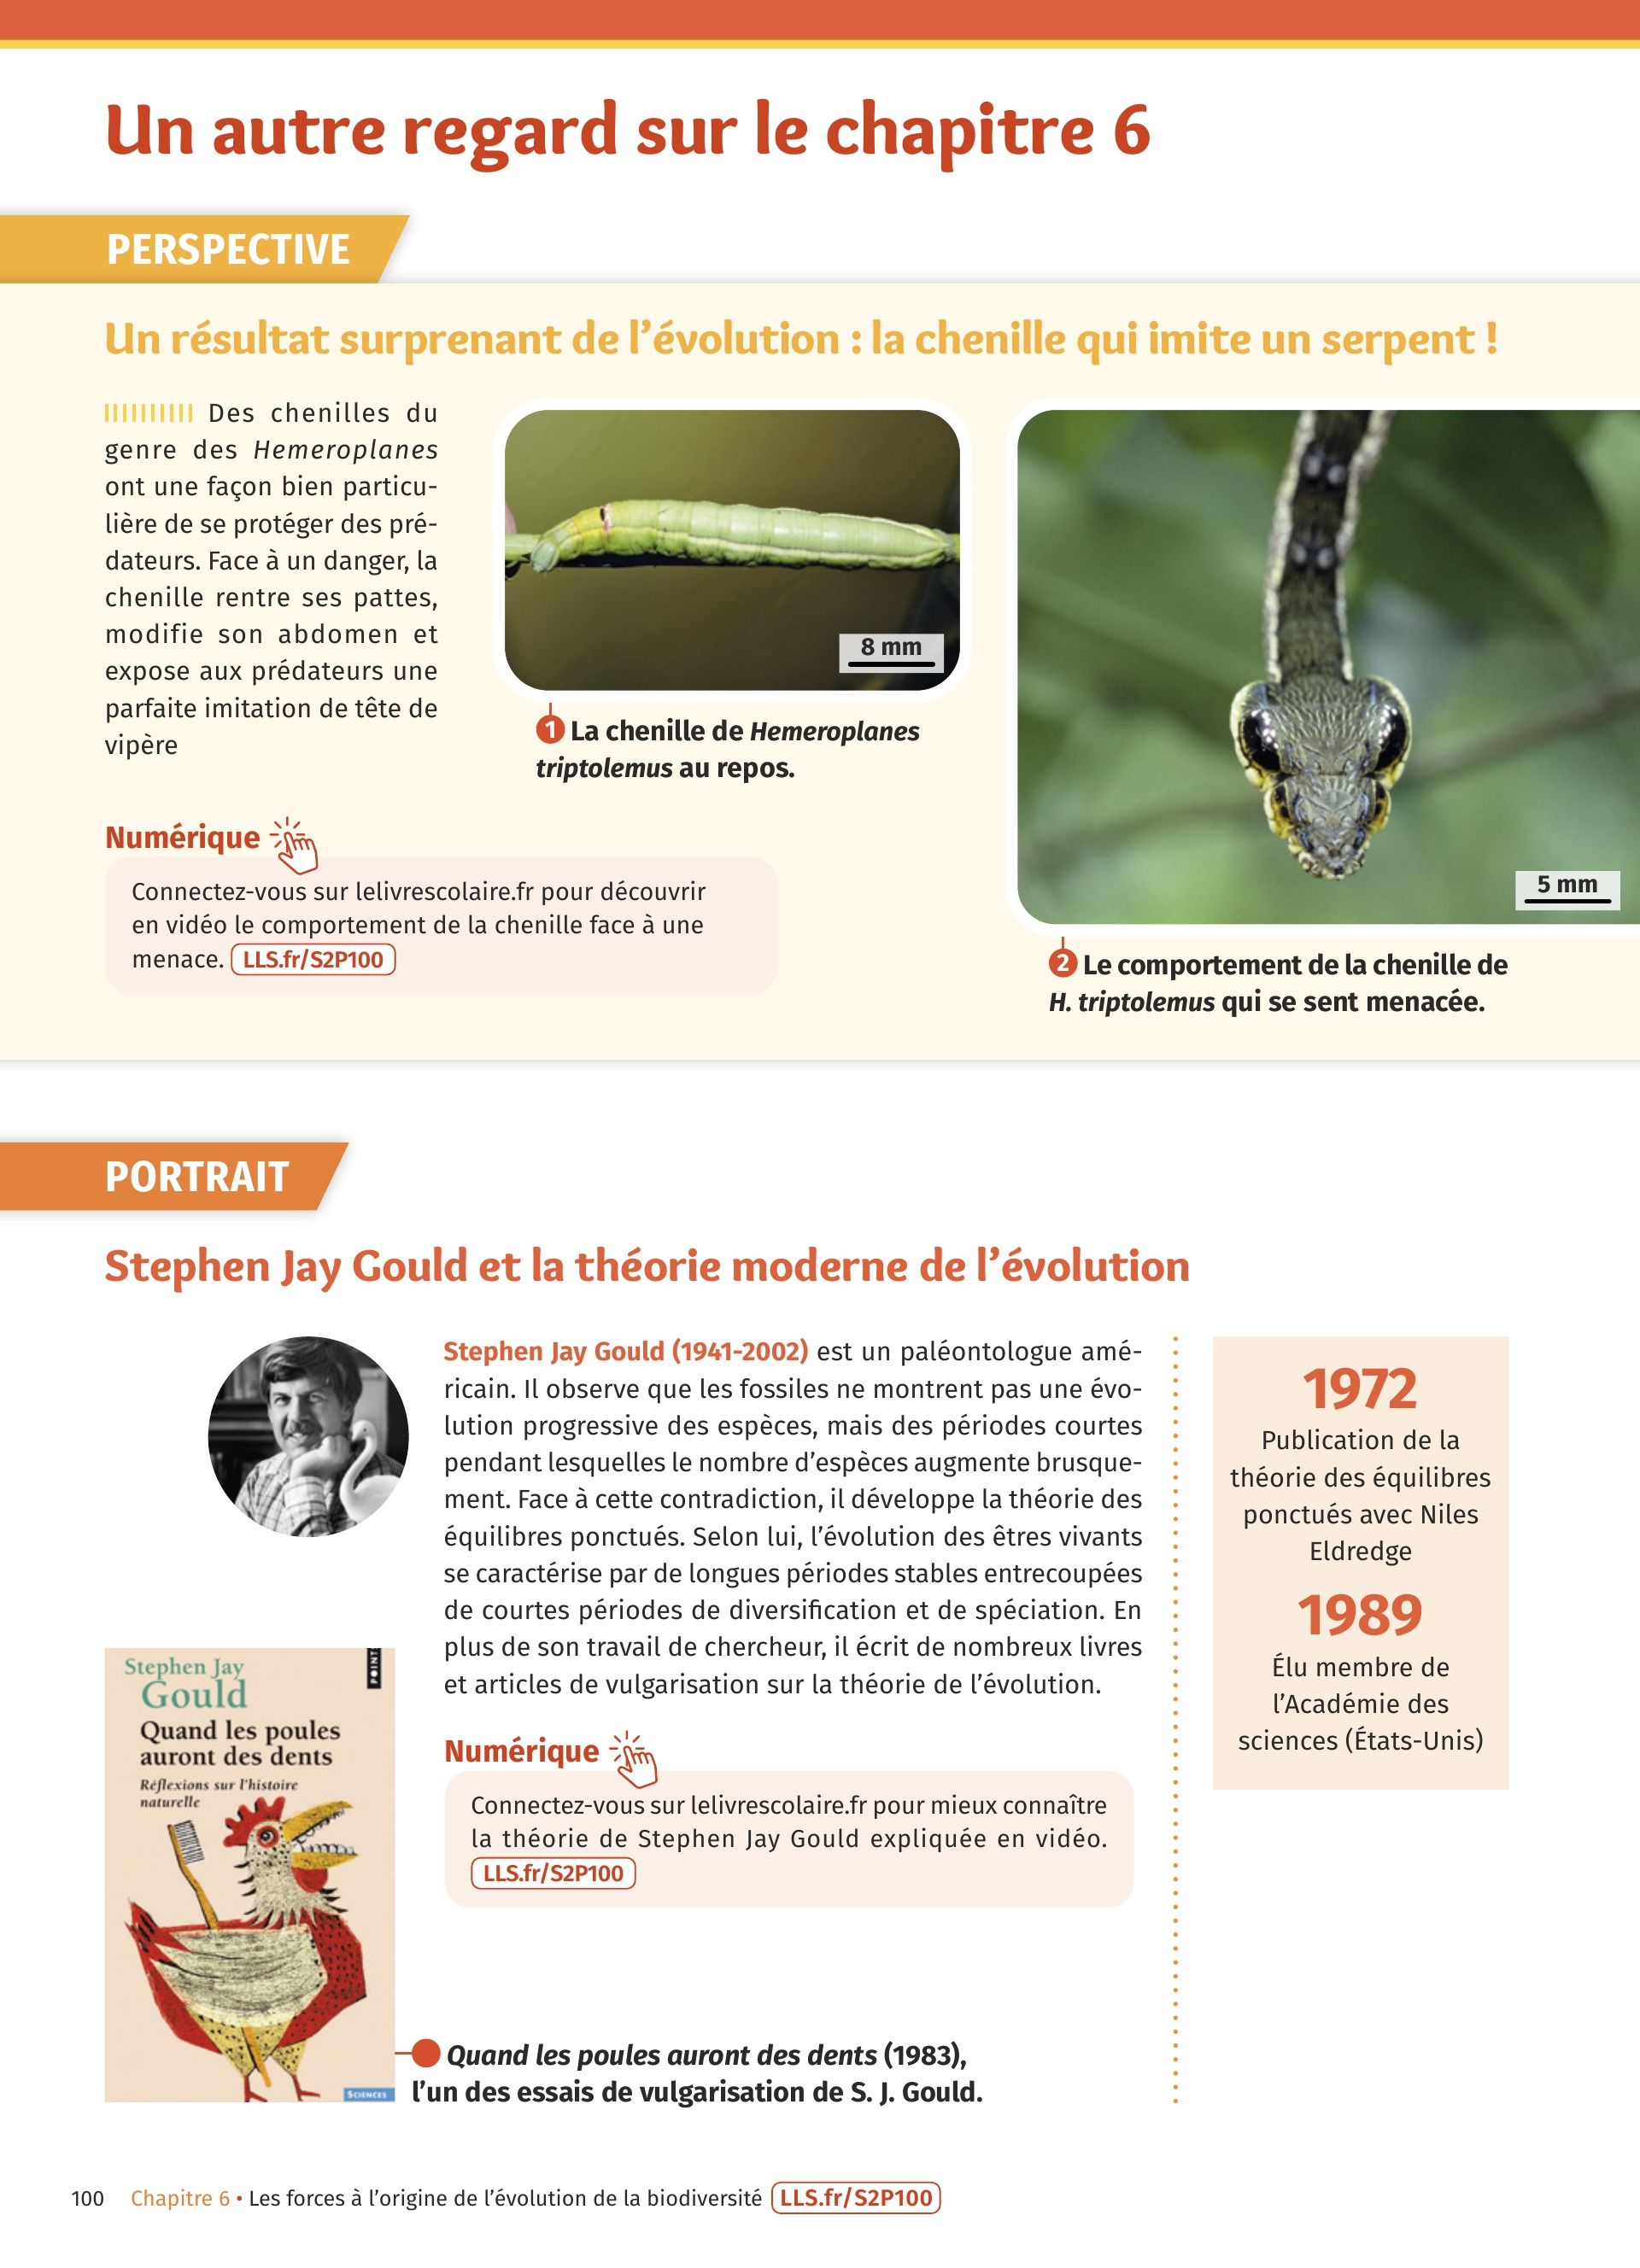 Un autre regard sur le chapitre 6
PERSPECTIVE
Un résultat surprenant de l'évolution : la chenille qui imite un serpent !
Des chenilles du
genre des Hemeroplanes
ont une façon bien particu-
lière de se protéger des pré-
dateurs. Face à un danger, la
chenille rentre ses pattes,
modifie son abdomen et
expose aux prédateurs une
parfaite imitation de tête de
vipère
8 mm
1 La chenille de Hemeroplanes
triptolemus au repos.
5 mm
2 Le comportement de la chenille de
H. triptolemus qui se sent menacée.
Numérique
Connectez-vous sur lelivrescolaire.fr pour découvrir
en vidéo le comportement de la chenille face à une
menace. LLS.fr/S2P100
PORTRAIT
Stephen Jay Gould et la théorie moderne de l'évolution
Stephen Jay Gould (1941-2002) est un paléontologue amé-
ricain. Il observe que les fossiles ne montrent pas une évo-
lution progressive des espèces, mais des périodes courtes
pendant lesquelles le nombre d'espèces augmente brusque-
ment. Face à cette contradiction, il développe la théorie des
équilibres ponctués. Selon lui, l'évolution des êtres vivants
se caractérise par de longues périodes stables entrecoupées
de courtes périodes de diversification et de spéciation. En
plus de son travail de chercheur, il écrit de nombreux livres
et articles de vulgarisation sur la théorie de l'évolution.
Numérique
Connectez-vous sur lelivrescolaire.fr pour mieux connaître
la théorie de Stephen Jay Gould expliquée en vidéo.
LLS.fr/S2P100
1972
Publication de la
théorie des équilibres
ponctués avec Niles
Eldredge
1989
Élu membre de
l'Académie des
sciences (États-Unis)
Stephen Jay
Gould
POINT
Quand les poules
auront des dents
Réflexions sur l'histoire
naturelle
SCIENCES
Quand les poules auront des dents (1983),
l'un des essais de vulgarisation de S. J. Gould.
100 Chapitre 6 • Les forces à l'origine de l'évolution de la biodiversité LLS.fr/S2P100